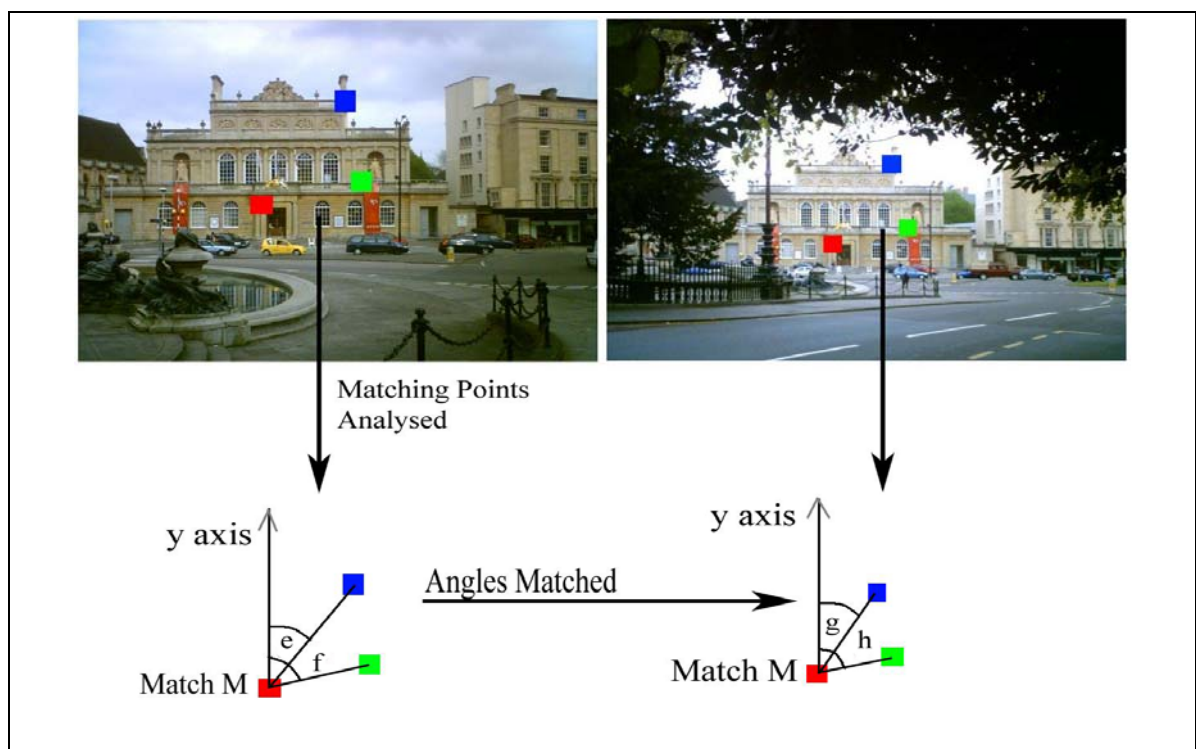 Matching Points
Analysed
y axis
e
f
Match M
Angles Matched
y axis
g
h
Match M